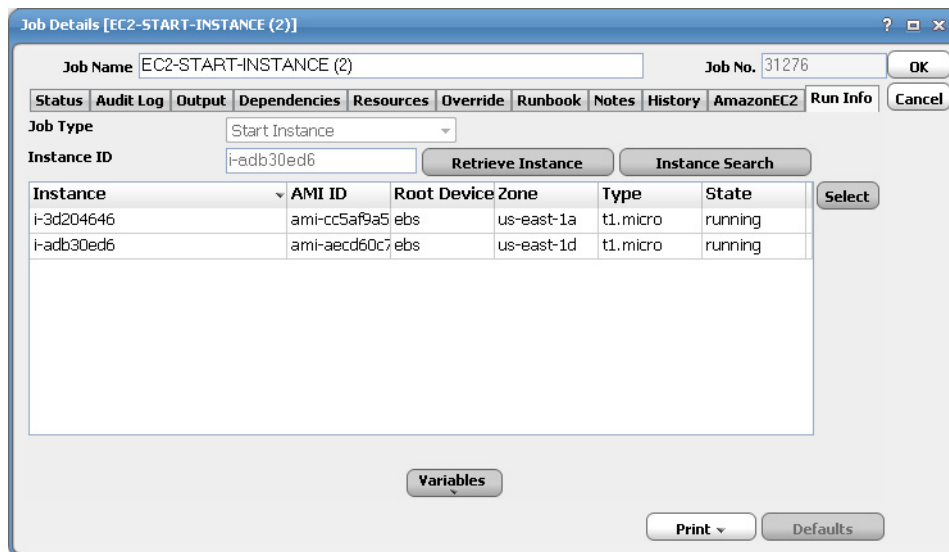 Job Details [EC2-START-INSTANCE (2)]
?
Job Name EC2-START-INSTANCE (2) Job No. 31276 OK
Status Audit Log Output Dependencies Resources Override Runbook Notes History AmazonEC2 Run Info Cancel
Job Type Start Instance
Instance ID i-adb30ed6 Retrieve Instance Instance Search
Instance AMI ID Root Device Zone Type State Select
i-3d204646 ami-cc5af9a5 ebs us-east-1a t1.micro running
i-adb30ed6 ami-aecd60c7 ebs us-east-1d t1.micro running
Variables
Print Defaults